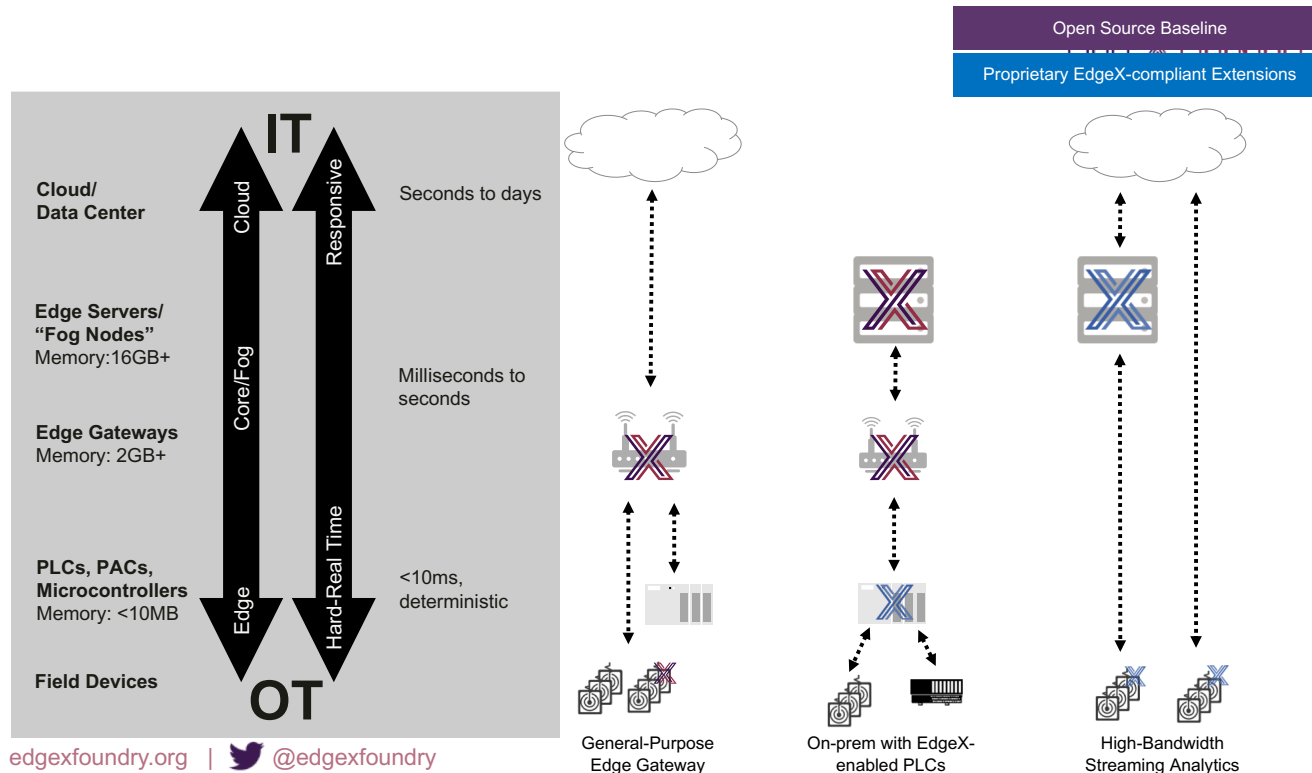 Open Source Baseline
Proprietary EdgeX-compliant Extensions
IT
Cloud/
Data Center
Cloud
Responsive
Seconds to days
Edge Servers/
“Fog Nodes”
Memory:16GB+
Core/Fog
Milliseconds to
seconds
Edge Gateways
Memory: 2GB+
PLCs, PACs,
Microcontrollers
Memory: <10MB
Edge
Hard-Real Time
<10ms,
deterministic
Field Devices
OT
General-Purpose
Edge Gateway
On-prem with EdgeX-
enabled PLCs
High-Bandwidth
Streaming Analytics
edgexfoundry.org | @edgexfoundry